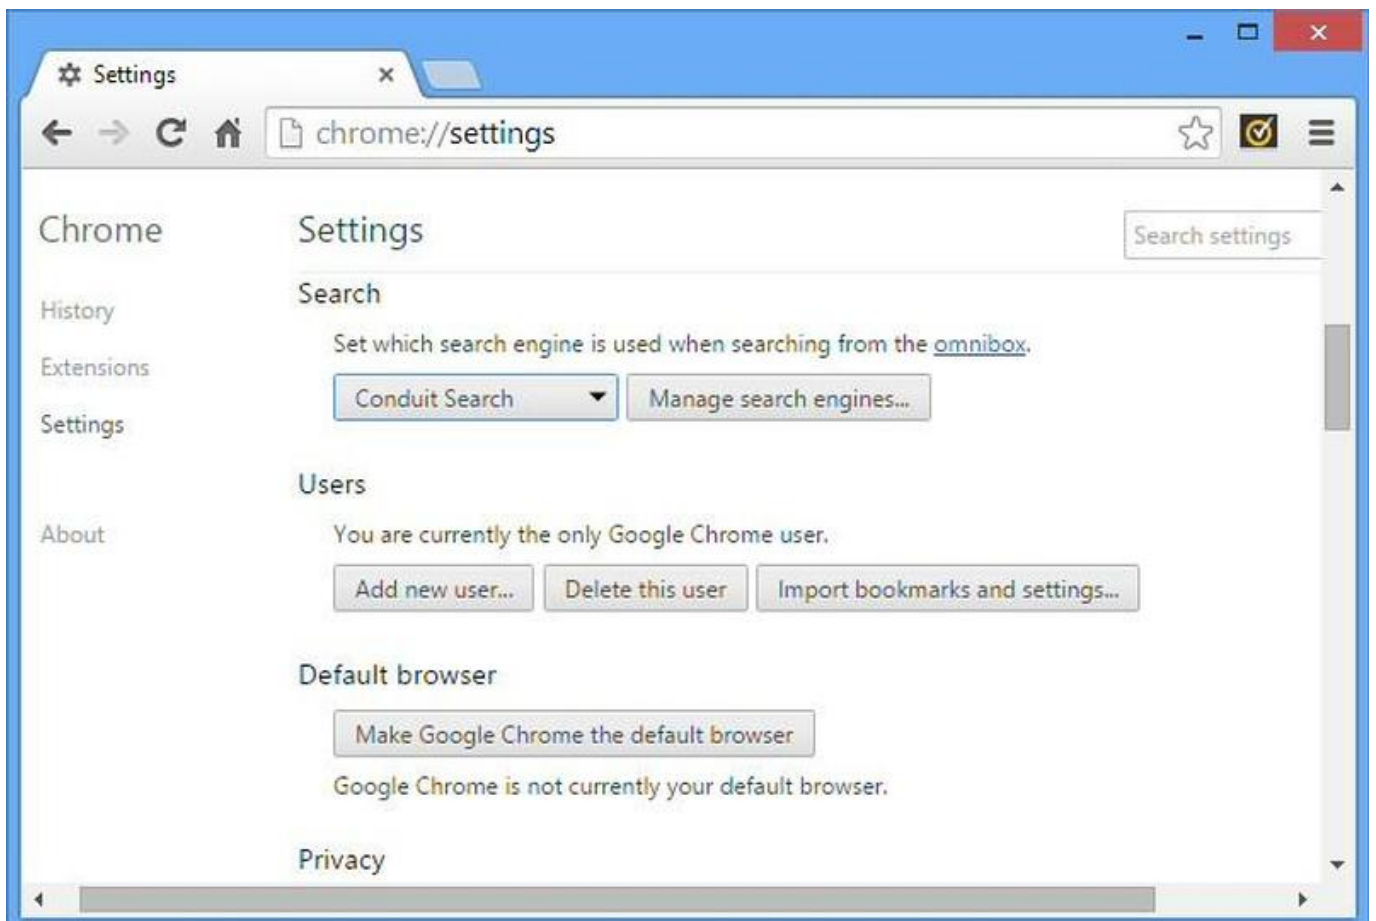 Settings
chrome://settings
Chrome
Settings
Search settings
History
Extensions
Settings
About
Search
Set which search engine is used when searching from the omnibox.
Conduit Search
Manage search engines...
Users
You are currently the only Google Chrome user.
Add new user...
Delete this user
Import bookmarks and settings...
Default browser
Make Google Chrome the default browser
Google Chrome is not currently your default browser.
Privacy